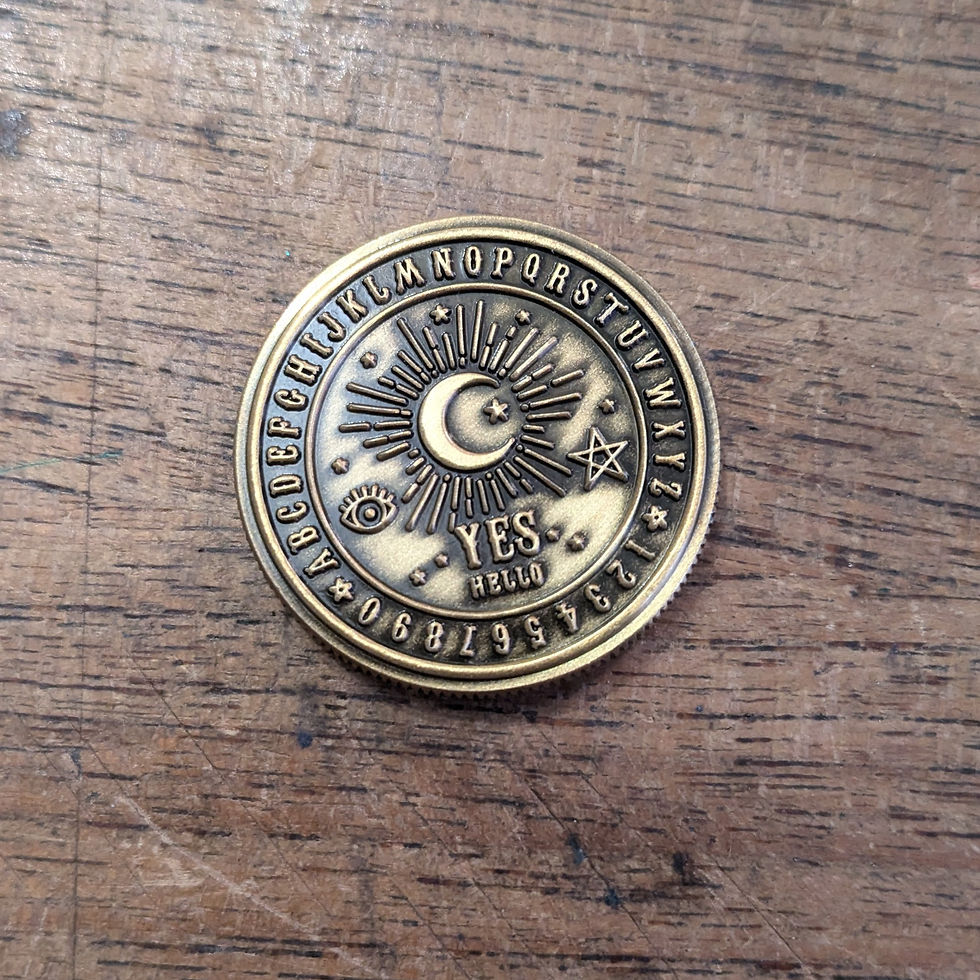 ABCDEFGHIJKLMNOPQRSTUVWXYZ
1234567890
YES
HELLO